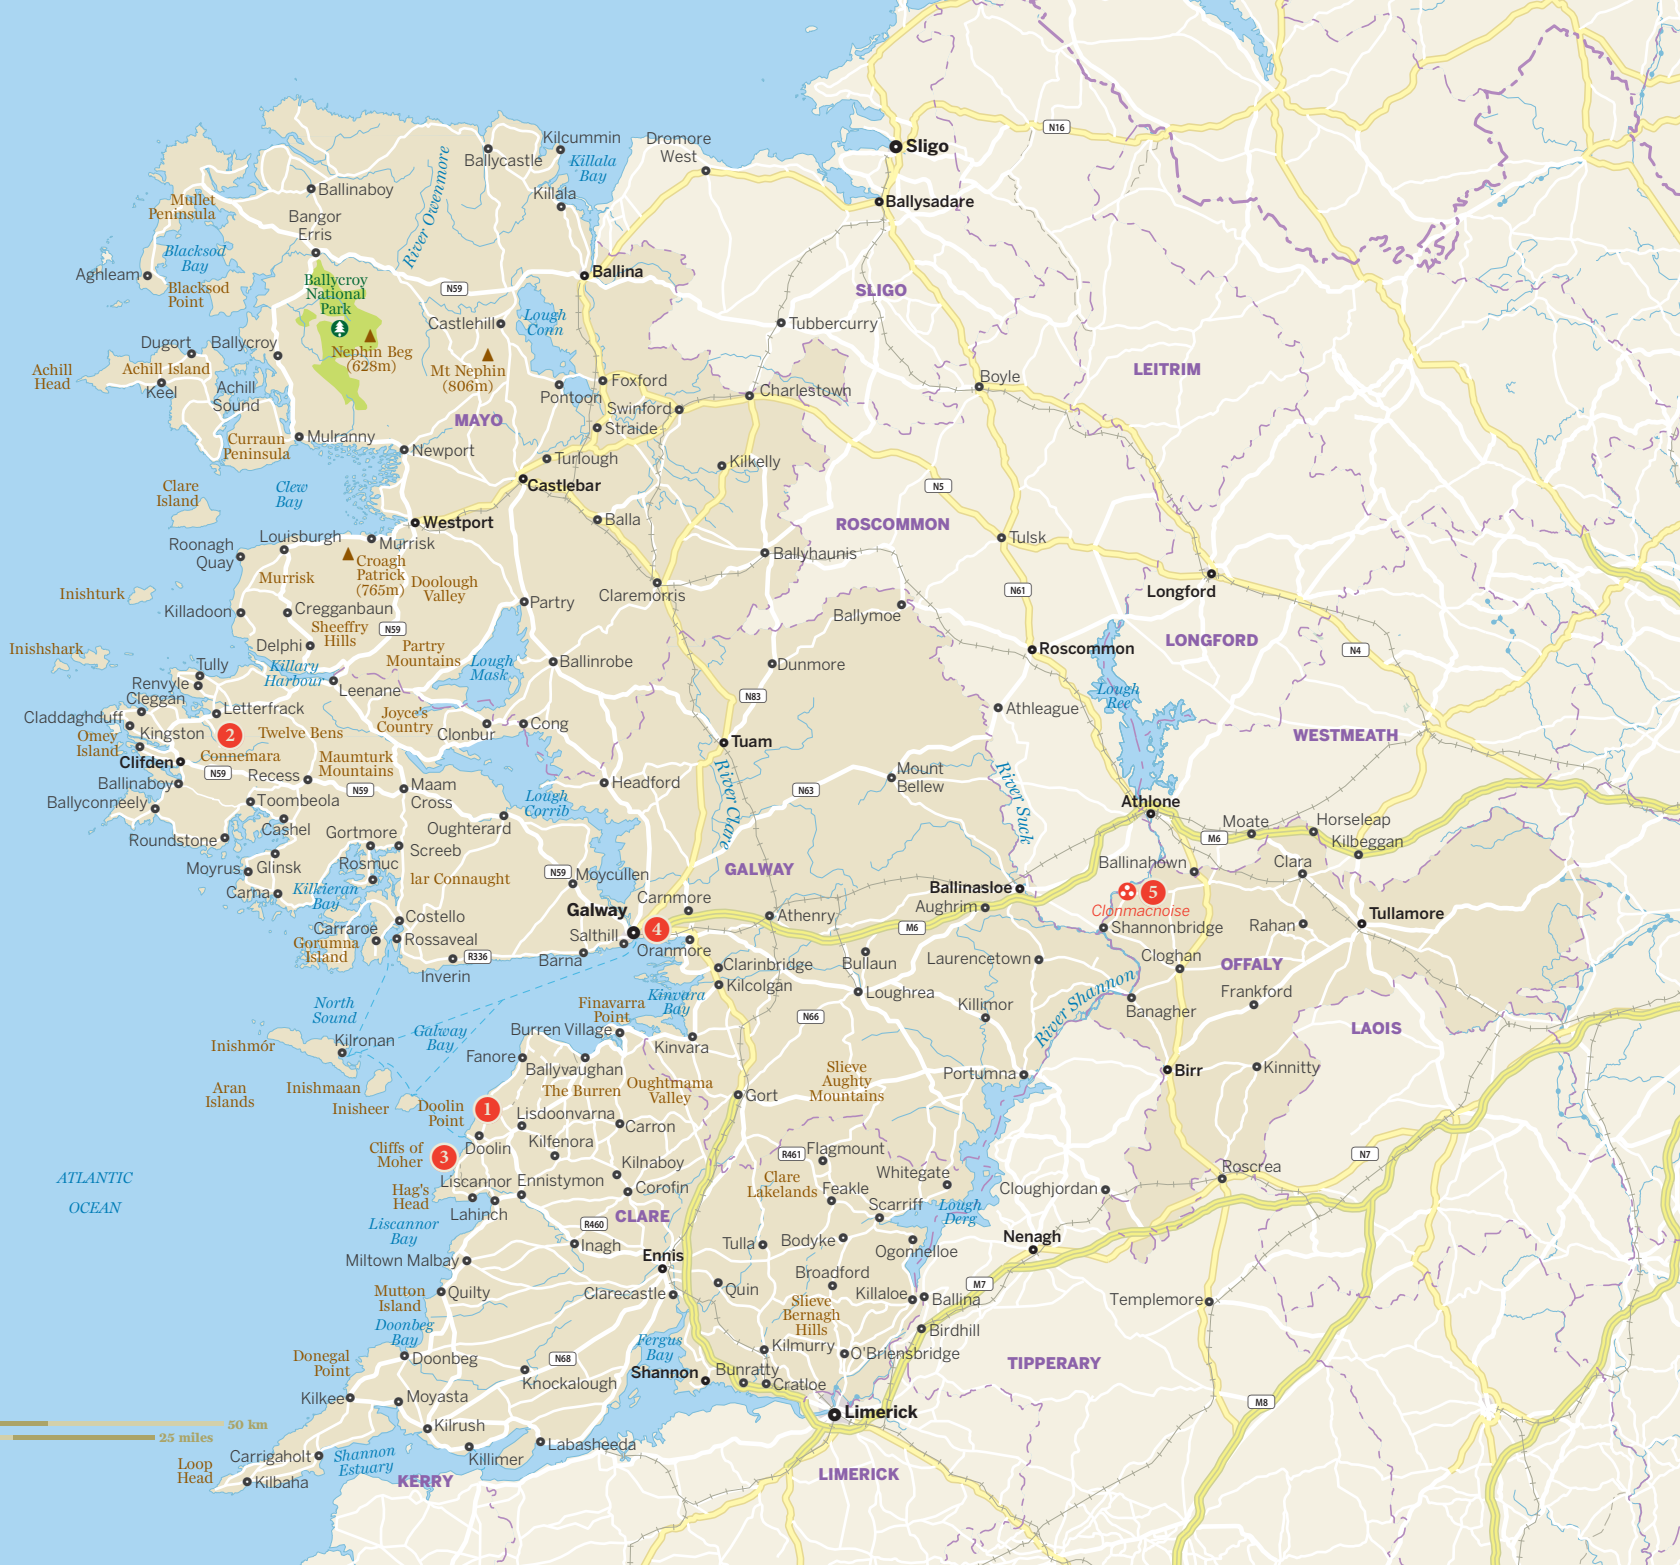 N16
Sligo
Kilcummin
Dromore
West
Ballycastle
Killala
Bay
River Owenmore
Ballinaboy
Killala
Ballysadare
Mullet
Peninsula
Bangor
Erris
Blacksod
Bay
Aghleam
Ballina
Blacksod
Point
Ballycroy
National
Park
N59
SLIGO
Castlehill
Lough
Conn
Tubbercurry
Dugort
Ballycroy
Nephin Beg
(628m)
Mt Nephin
(806m)
Achill
Head
Achill Island
LEITRIM
Keel
Achill
Sound
Foxford
Boyle
Pontoon
Charlestown
Swinford
MAYO
Straide
Curraun
Peninsula
Mulranny
Newport
Turlough
Kilkelly
Clare
Island
Clew
Bay
Castlebar
N5
Westport
Balla
ROSCOMMON
Roonagh
Quay
Louisburgh
Murrisk
Tulsk
Ballyhaunis
Croagh
Patrick
(765m)
Murrisk
Doolough
Valley
Inishturk
Claremorris
N61
Longford
Killadoon
Cregganbaun
Partry
Ballymoe
Sheeffry
Hills
N59
Delphi
Roscommon
LONGFORD
Inishshark
Partry
Mountains
N4
Tully
Killary
Harbour
Lough
Mask
Ballinrobe
Dunmore
Renvyle
Leenane
Cleggan
N83
Lough
Ree
Claddaghduff
Letterfrack
Joyce's
Country
Athleague
Omey
Island
Kingston
2
Twelve Bens
Clonbur
Cong
Tuam
WESTMEATH
Clifden
Connemara
Maumturk
Mountains
N59
Recess
Ballinaboy
N59
Maam
Cross
Headford
River Clare
N63
Mount
Bellew
River Suck
Ballyconneely
Toombeola
Lough
Corrib
Athlone
Cashel
Oughterard
Moate
Horseleap
Roundstone
Gortmore
Screeb
M6
Kilbeggan
Moyrus
Glinsk
Rosmuc
GALWAY
Ballinahown
Clara
Carna
Kilkieran
Bay
Iar Connaught
N59
Moycullen
Ballinasloe
5
Clonmacnoise
Carnmore
Aughrim
Galway
4
Athenry
Costello
Carraroe
Salthill
M6
Shannonbridge
Rahan
Tullamore
Gorumna
Island
Rossaveal
R336
Oranmore
Inverin
Barna
Clarinbridge
Bullaun
Laurencetown
Cloghan
OFFALY
Kilcolgan
Loughrea
Killimor
River Shannon
Banagher
Frankford
North
Sound
Finavarra
Point
Kinvara
Bay
N66
LAOIS
Galway
Bay
Burren Village
Inishmór
Kilronan
Fanore
Kinvara
Ballyvaughan
Slieve
Aughty
Mountains
Portumna
Birr
Kinnitty
Aran
Islands
Inishmaan
The Burren
Oughtmama
Valley
Gort
Inisheer
Doolin
Point
1
Lisdoonvarna
Carron
Doolin
Kilfenora
R461
Flagmount
N7
Cliffs of
Moher
3
Kilnaboy
Whitegate
Roscrea
ATLANTIC
OCEAN
Hag's
Head
Liscannor
Ennistymon
Corofin
Clare
Lakelands
Feakle
Cloughjordan
Lahinch
Scarriff
Lough
Derg
Liscannor
Bay
CLARE
R460
Inagh
Ennis
Tulla
Bodyke
Ogonnelloe
Nenagh
Miltown Malbay
Mutton
Island
Quilty
Clarecastle
Quin
Broadford
Killaloe
Ballina
M7
Templemore
Slieve
Bernagh
Hills
Doonbeg
Bay
Fergus
Bay
Birdhill
Donegal
Point
Doonbeg
N68
Kilmurry
O'Briensbridge
TIPPERARY
Knockalough
Shannon
Bunratty
Cratloe
Kilkee
Moyasta
M8
50 km
25 miles
Kilrush
Limerick
Carrigaholt
Shannon
Estuary
Killimer
Labasheeda
Loop
Head
Kilbaha
KERRY
LIMERICK